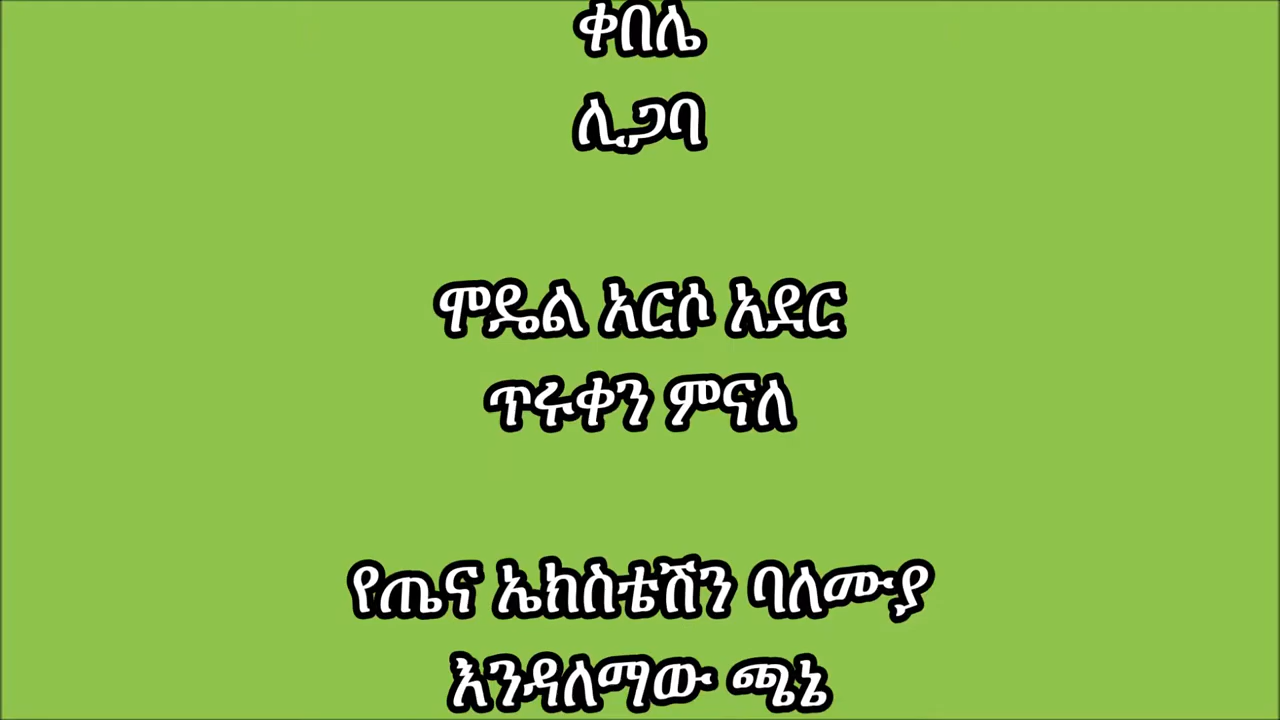 ቀበሌ
ሊጋባ
ሞዴል አርሶ አደር
ጥሩቀን ምናለ
የጤና ኤክስቴሽን ባለሙያ
እንዳለማው ጫኔ